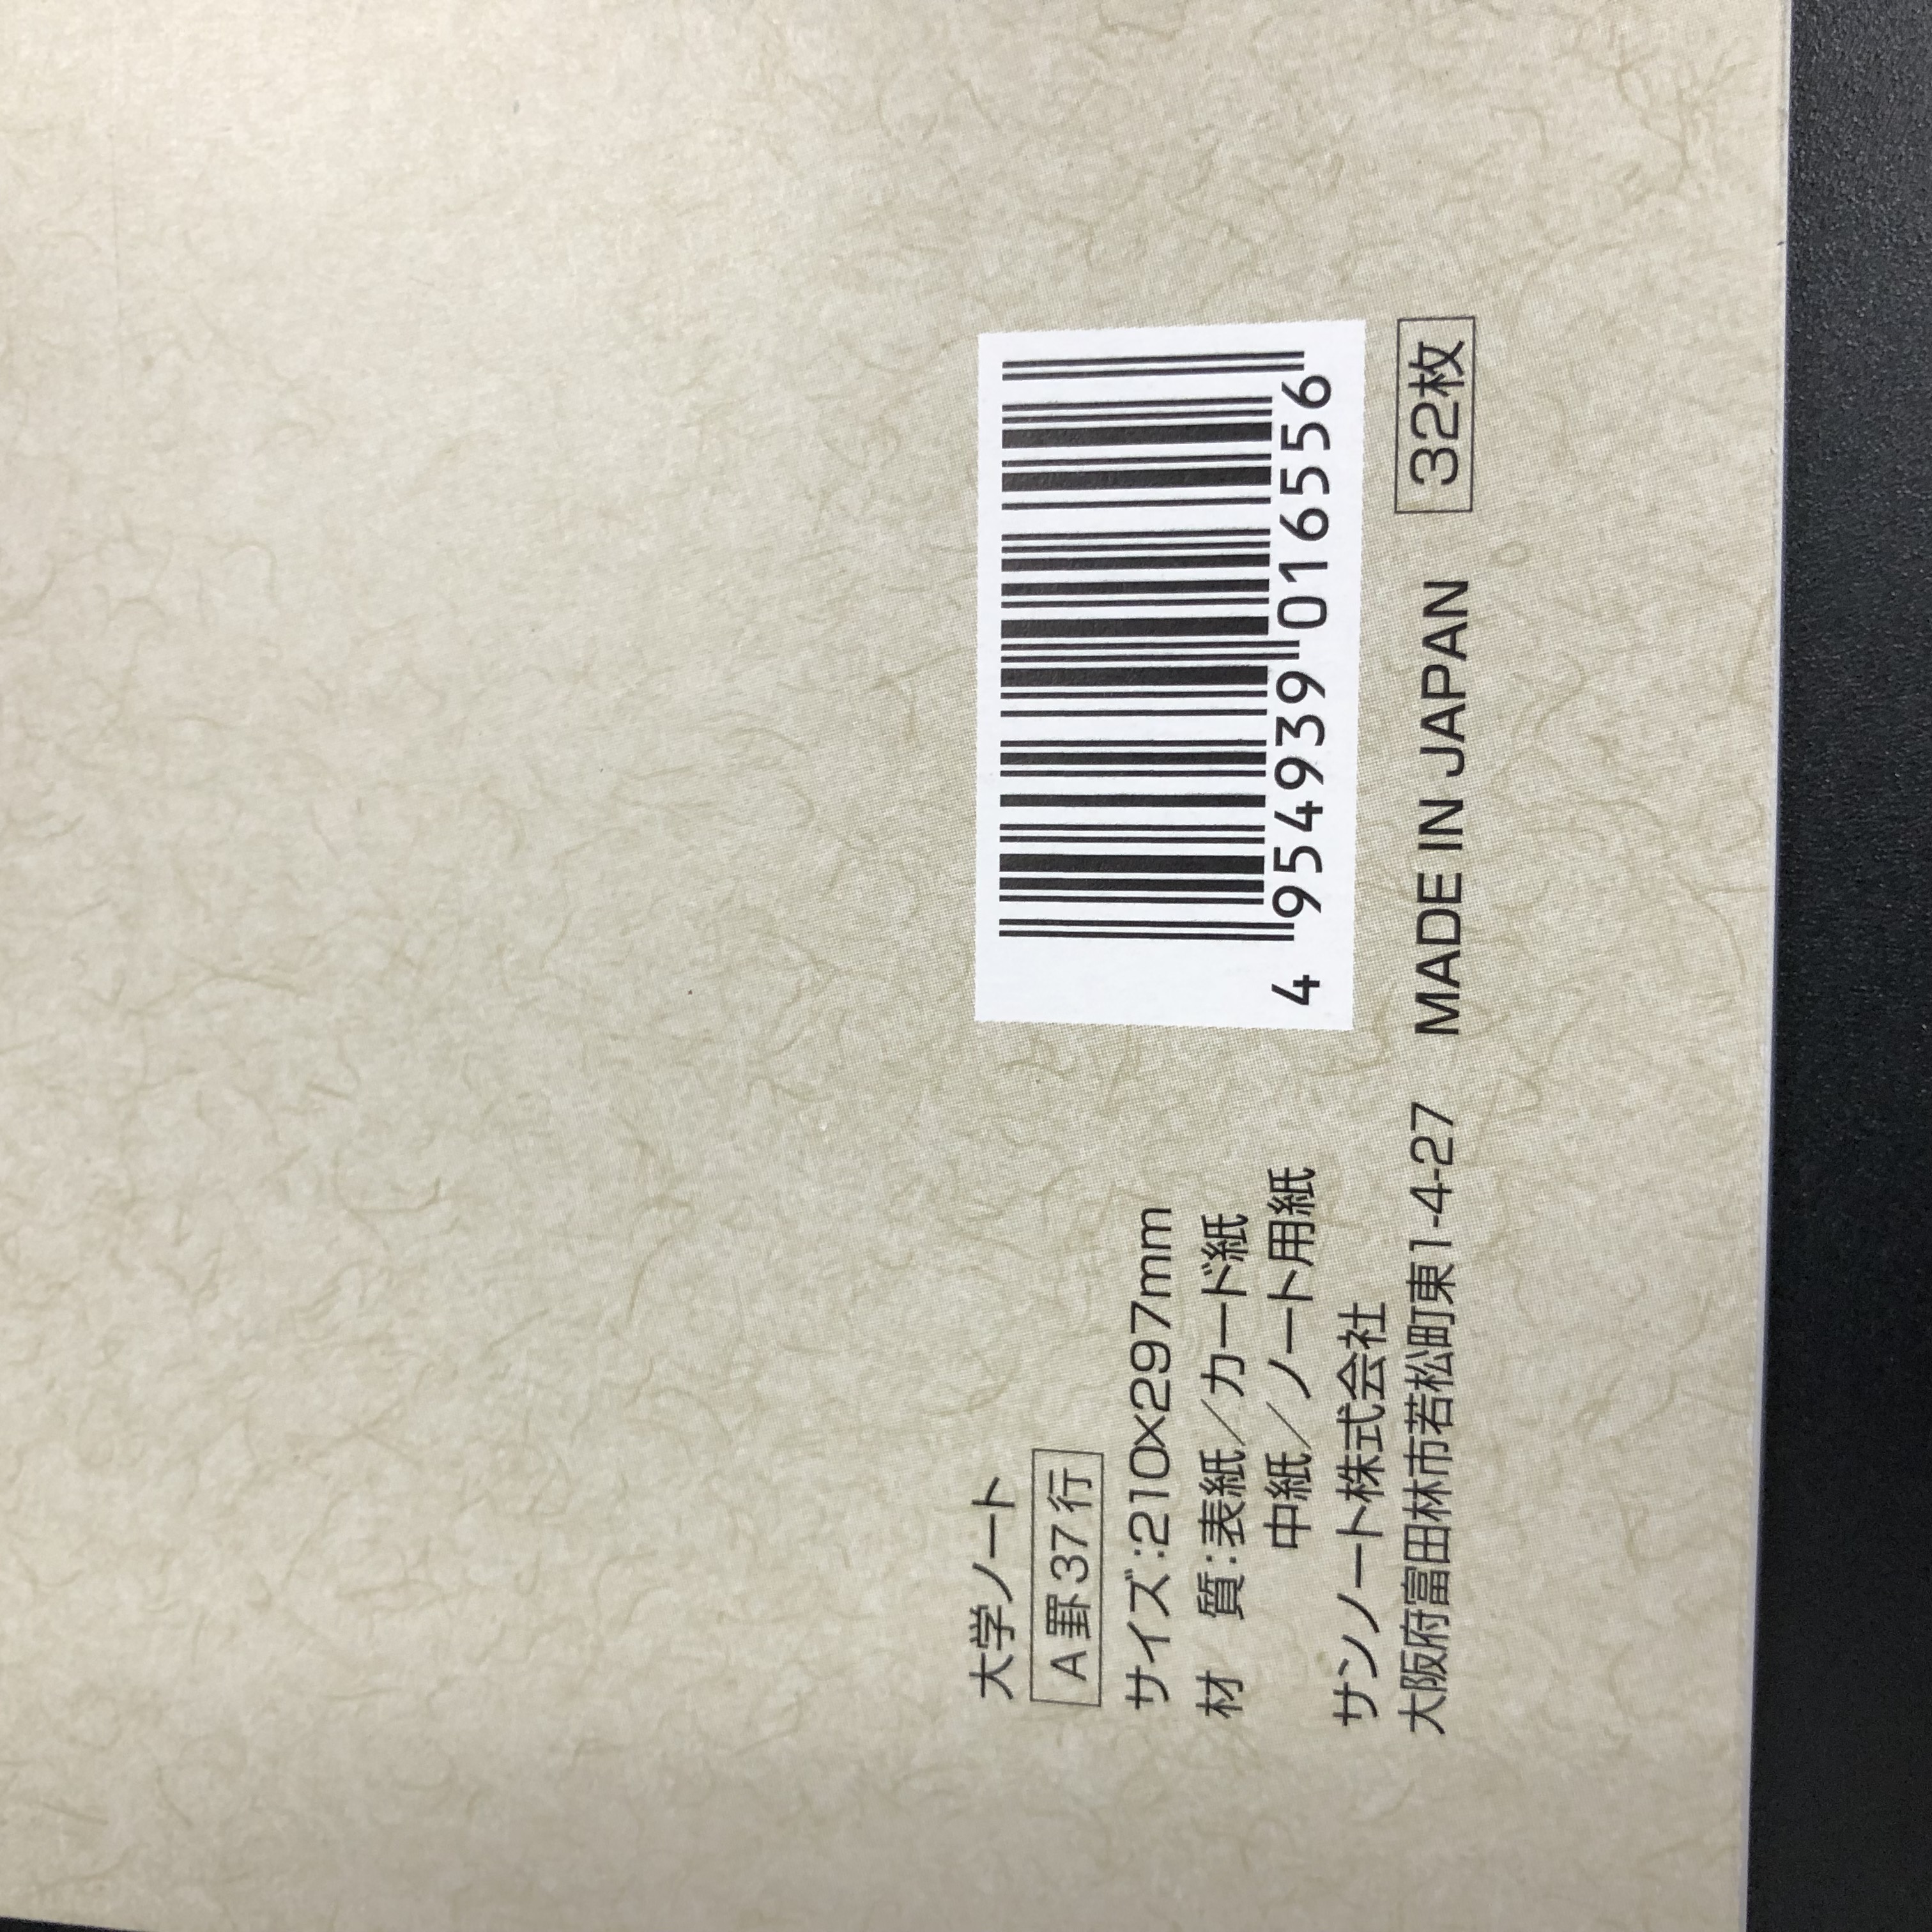 大学ノート
A罫37行
サイズ:210×297mm
材　質:表紙/カード紙
中紙/ノート用紙
サンノート株式会社
大阪府富田林市若松町東1-4-27 MADE IN JAPAN 32枚
4 954939 016556